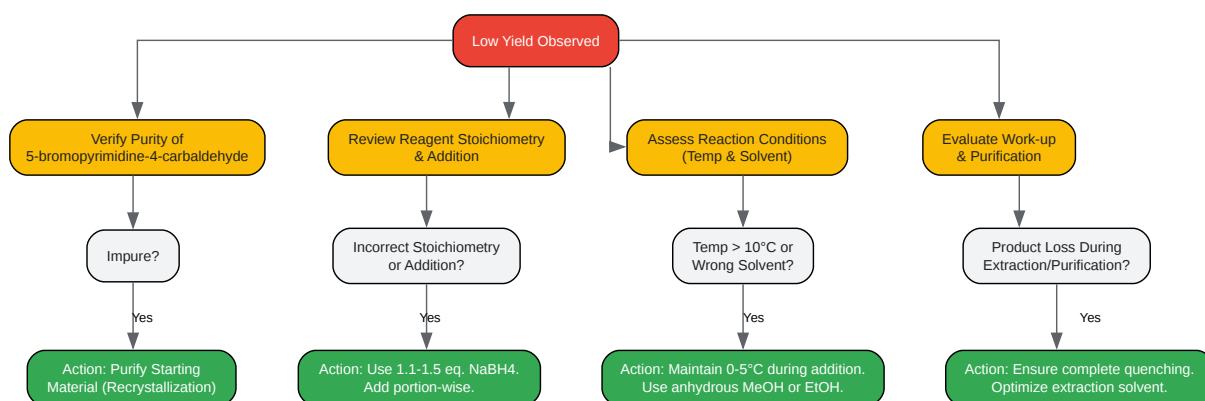 Low Yield Observed
Verify Purity of
5-bromopyrimidine-4-carbaldehyde
Review Reagent Stoichiometry
& Addition
Assess Reaction Conditions
(Temp & Solvent)
Evaluate Work-up
& Purification
Impure?
Incorrect Stoichiometry
or Addition?
Temp > 10°C or
Wrong Solvent?
Product Loss During
Extraction/Purification?
Yes
Yes
Yes
Yes
Action: Purify Starting
Material (Recrystallization)
Action: Use 1.1-1.5 eq. NaBH4.
Add portion-wise.
Action: Maintain 0-5°C during addition.
Use anhydrous MeOH or EtOH.
Action: Ensure complete quenching.
Optimize extraction solvent.